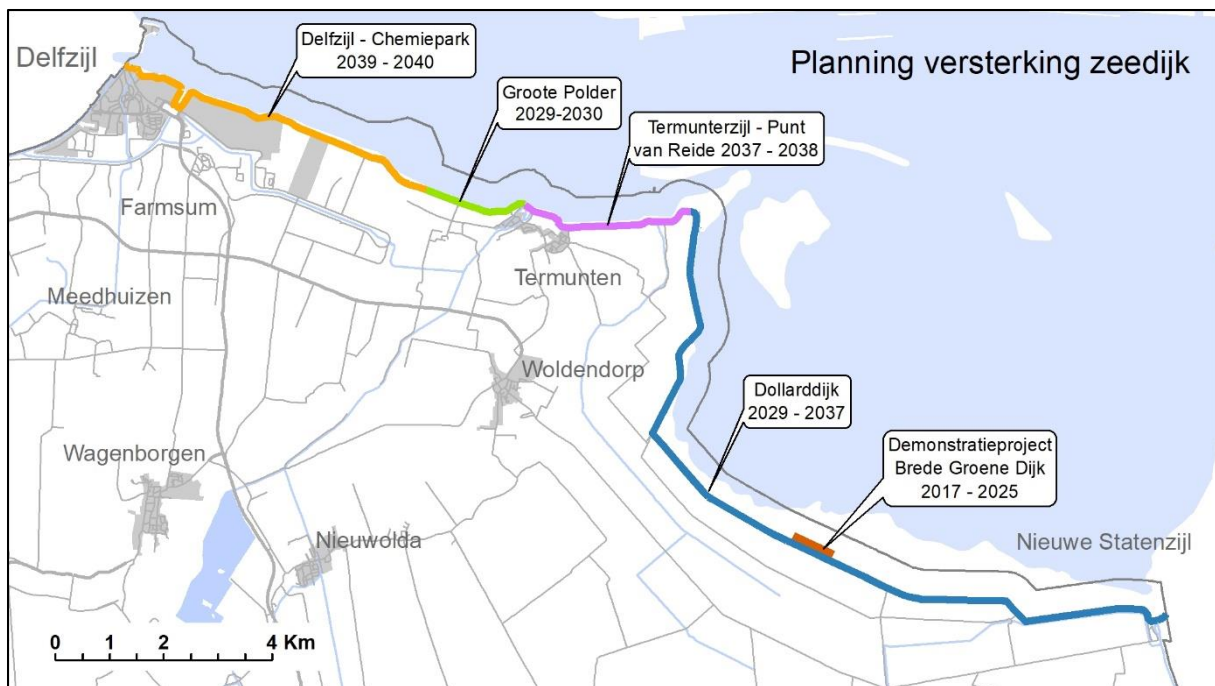 Planning versterking zeedijk
Delfzijl
Delfzijl - Chemiepark
2039 - 2040
Groote Polder
2029-2030
Termunterzijl - Punt
van Reide 2037 - 2038
Farmsum
Termunten
Meedhuizen
Woldendorp
Dollarddijk
2029 - 2037
Demonstratieproject
Brede Groene Dijk
2017 - 2025
Wagenborgen
Nieuwolda
Nieuwe Statenzijl
0 1 2 4 Km